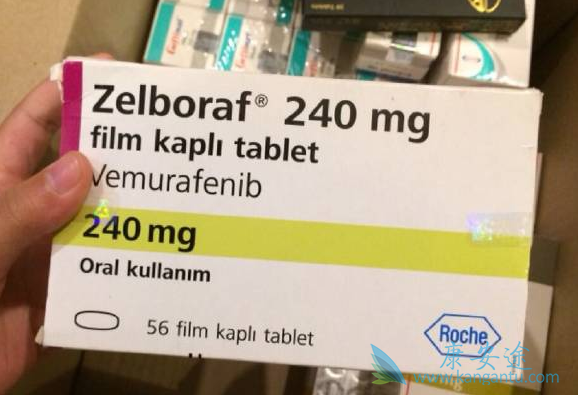 Zelboraf® 240 mg
film kaplı tablet
Vemurafenib
240 mg
Oral kullanım
56 film kaplı tablet
Roche
康安途
www.kangantu.com